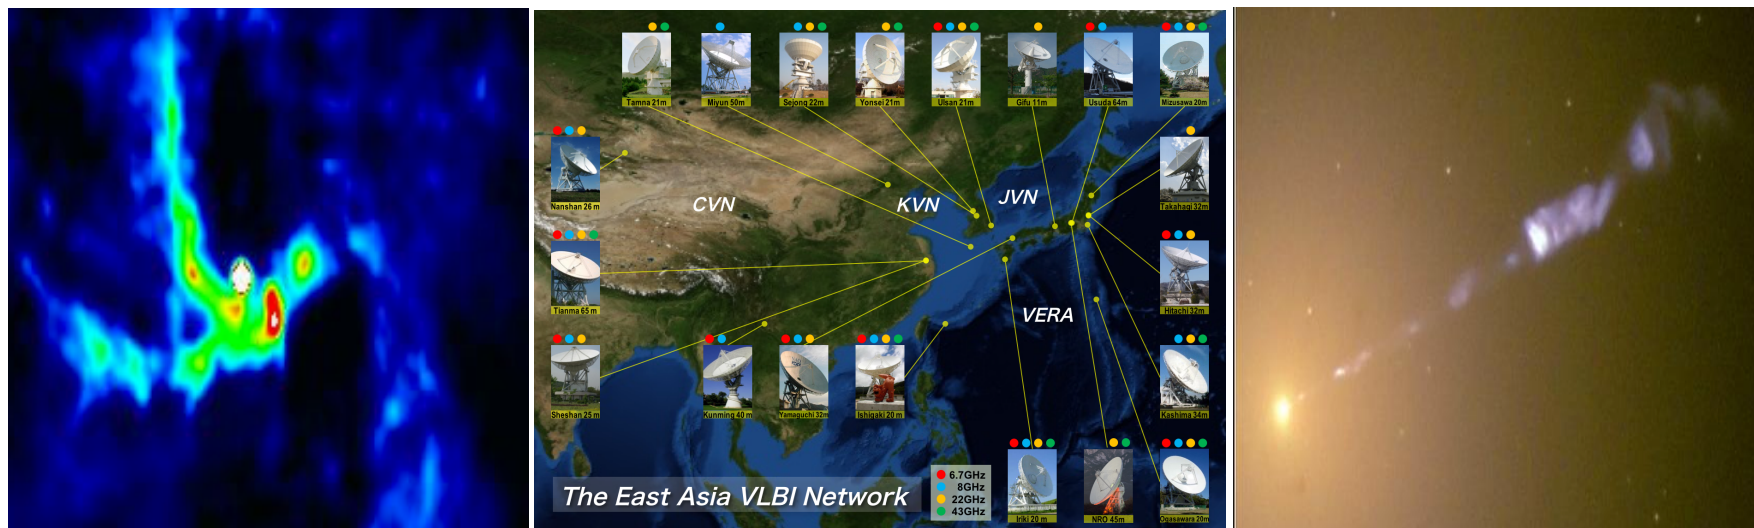 Tamna 21m
Miyun 50m
Sejong 22m
Yonsei 21m
Ulsan 21m
Gifu 11m
Usuda 64m
Mizusawa 20m
Nanshan 26 m
Takahagi 32m
CVN
KVN
JVN
Tianma 65 m
Hitachi 32m
VERA
Sheshan 25 m
Kunming 40 m
Yamaguchi 32m
Ishigaki 20 m
Kashima 34m
The East Asia VLBI Network
6.7GHz
8GHz
22GHz
43GHz
Iriki 20 m
NRO 45m
Ogasawara 20m